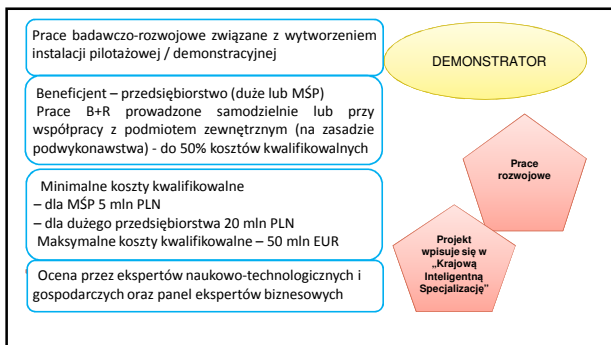 Prace badawczo-rozwojowe związane z wytworzeniem
instalacji pilotażowej / demonstracyjnej
DEMONSTRATOR
Beneficjent – przedsiębiorstwo (duże lub MŚP)
Prace B+R prowadzone samodzielnie lub przy
współpracy z podmiotem zewnętrznym (na zasadzie
podwykonawstwa) - do 50% kosztów kwalifikowalnych
Prace
rozwojowe
Minimalne koszty kwalifikowalne
– dla MŚP 5 mln PLN
– dla dużego przedsiębiorstwa 20 mln PLN
Maksymalne koszty kwalifikowalne – 50 mln EUR
Projekt
wpisuje się w
„Krajową
Inteligentną
Specjalizację”
Ocena przez ekspertów naukowo-technologicznych i
gospodarczych oraz panel ekspertów biznesowych